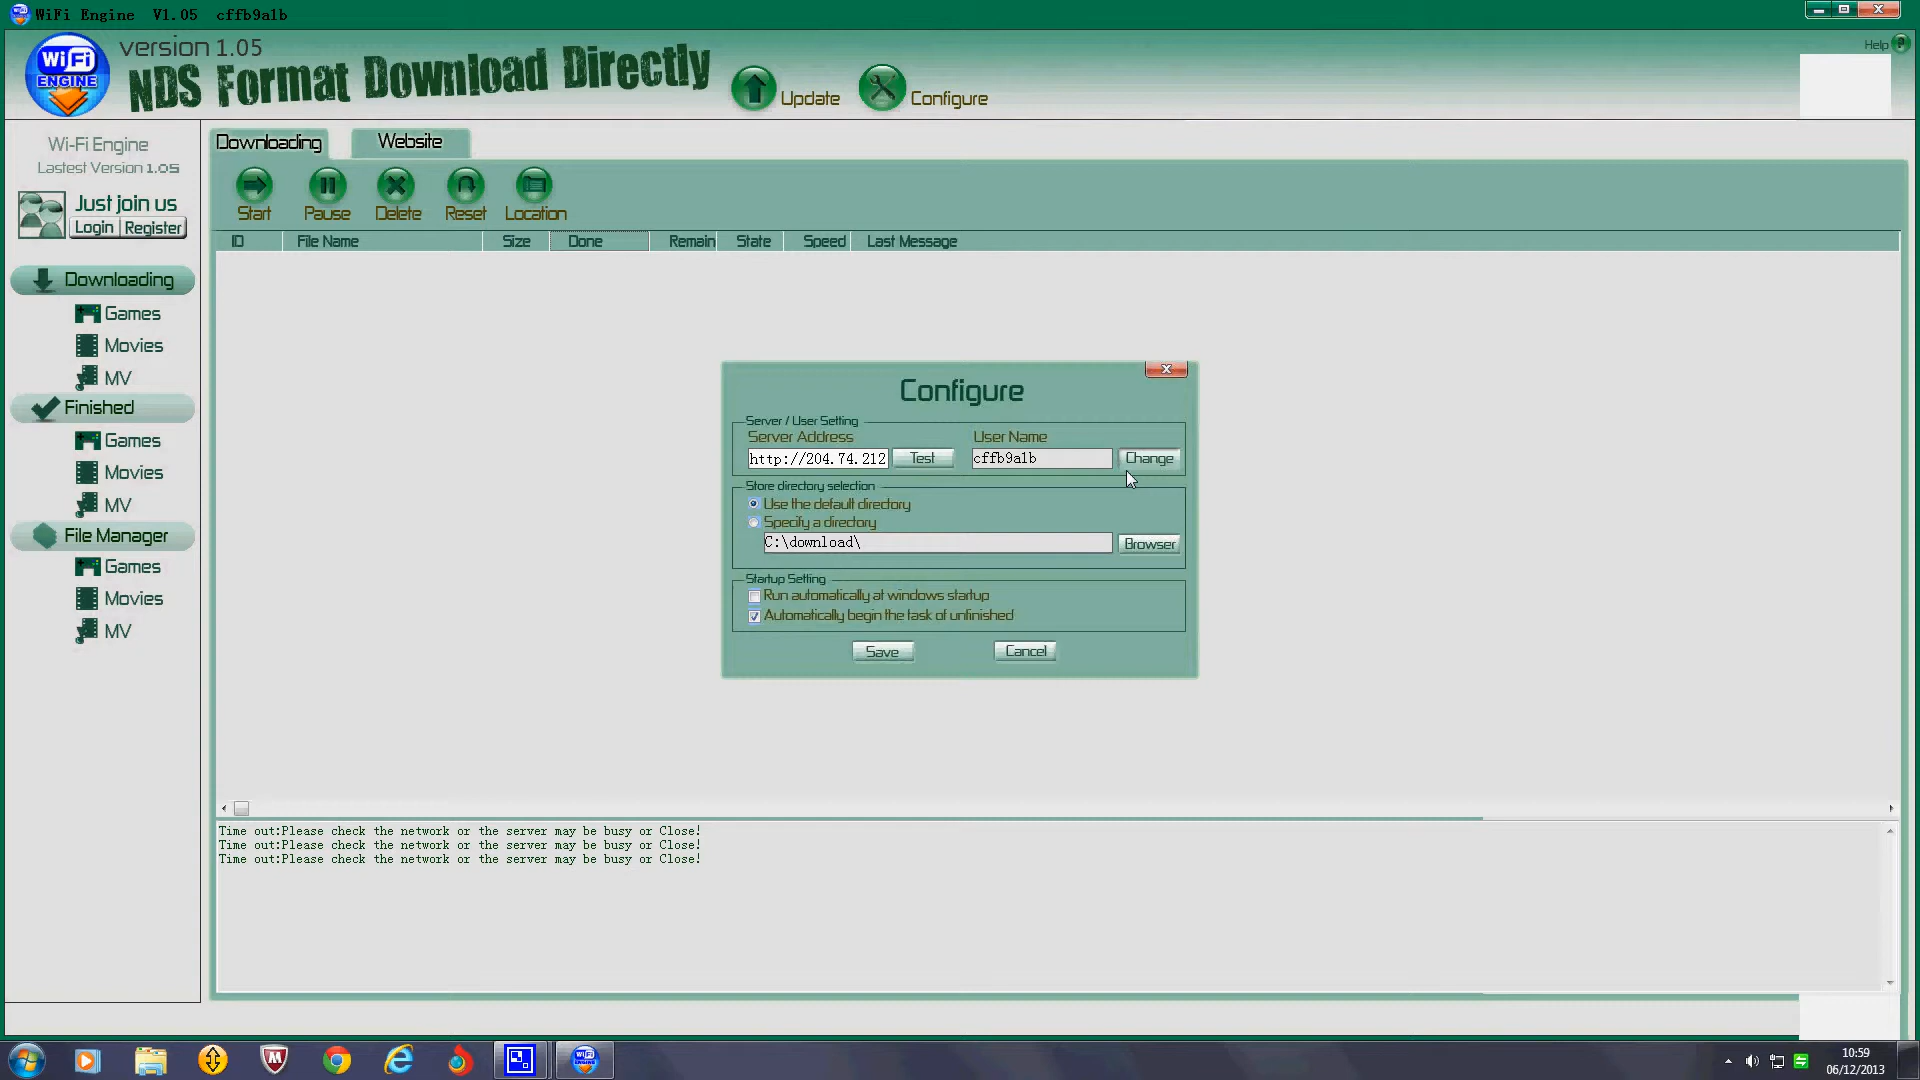 WiFi Engine V1.05 cffb9a1b
WiFi
ENGINE
version 1.05
NDS Format Download Directly
Update
Configure
Help
?
Wi-Fi Engine
Lastest Version 1.05
Just join us
Login
Register
Downloading
Games
Movies
MV
Finished
Games
Movies
MV
File Manager
Games
Movies
MV
Downloading
Website
Start
Pause
Delete
Reset
Location
ID
File Name
Size
Done
Remain
State
Speed
Last Message
Configure
Server / User Setting
Server Address
User Name
http://204.74.212
Test
cffb9a1b
Change
Store directory selection
Use the default directory
Specify a directory
C:\download\
Browser
Startup Setting
Run automatically at windows startup
Automatically begin the task of unfinished
Save
Cancel
Time out:Please check the network or the server may be busy or Close!
Time out:Please check the network or the server may be busy or Close!
Time out:Please check the network or the server may be busy or Close!
10:59
06/12/2013